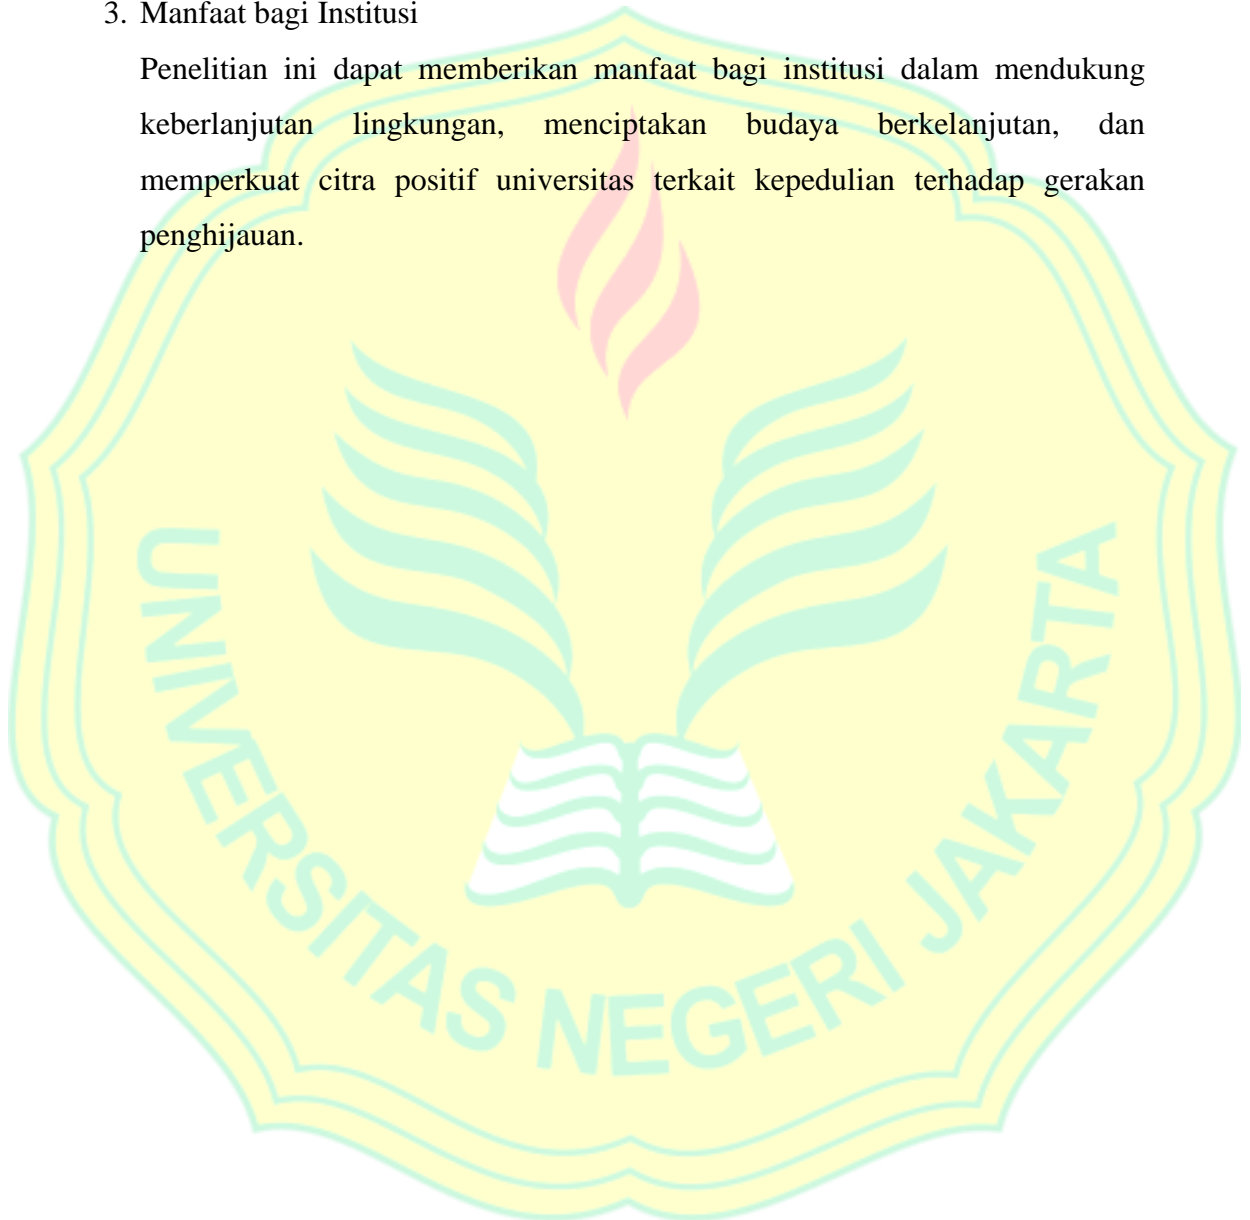 3. Manfaat bagi Institusi
Penelitian ini dapat memberikan manfaat bagi institusi dalam mendukung
keberlanjutan lingkungan, menciptakan budaya berkelanjutan, dan
memperkuat citra positif universitas terkait kepedulian terhadap gerakan
penghijauan.
UNIVERSITAS NEGERI JAKARTA